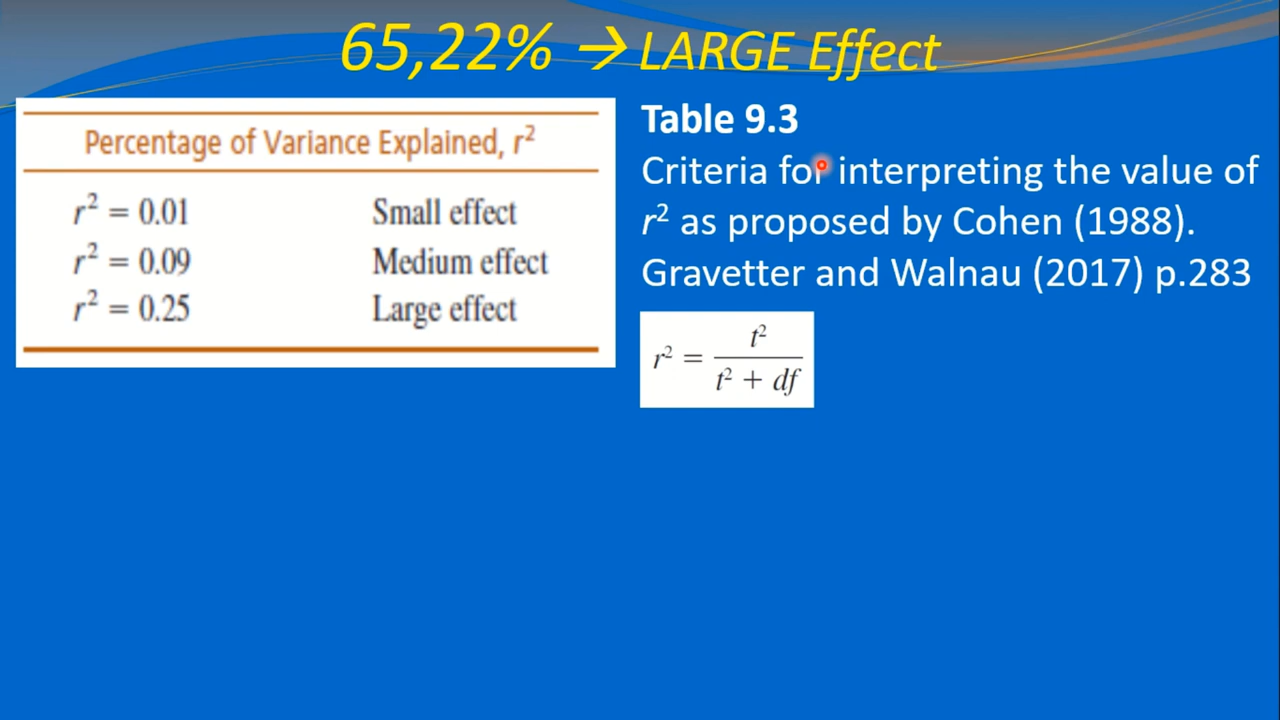 65,22% → LARGE Effect
Percentage of Variance Explained, r²
r² = 0.01 Small effect
r² = 0.09 Medium effect
r² = 0.25 Large effect
Table 9.3
Criteria for interpreting the value of
r² as proposed by Cohen (1988).
Gravetter and Walnau (2017) p.283
r² = t² / (t² + df)